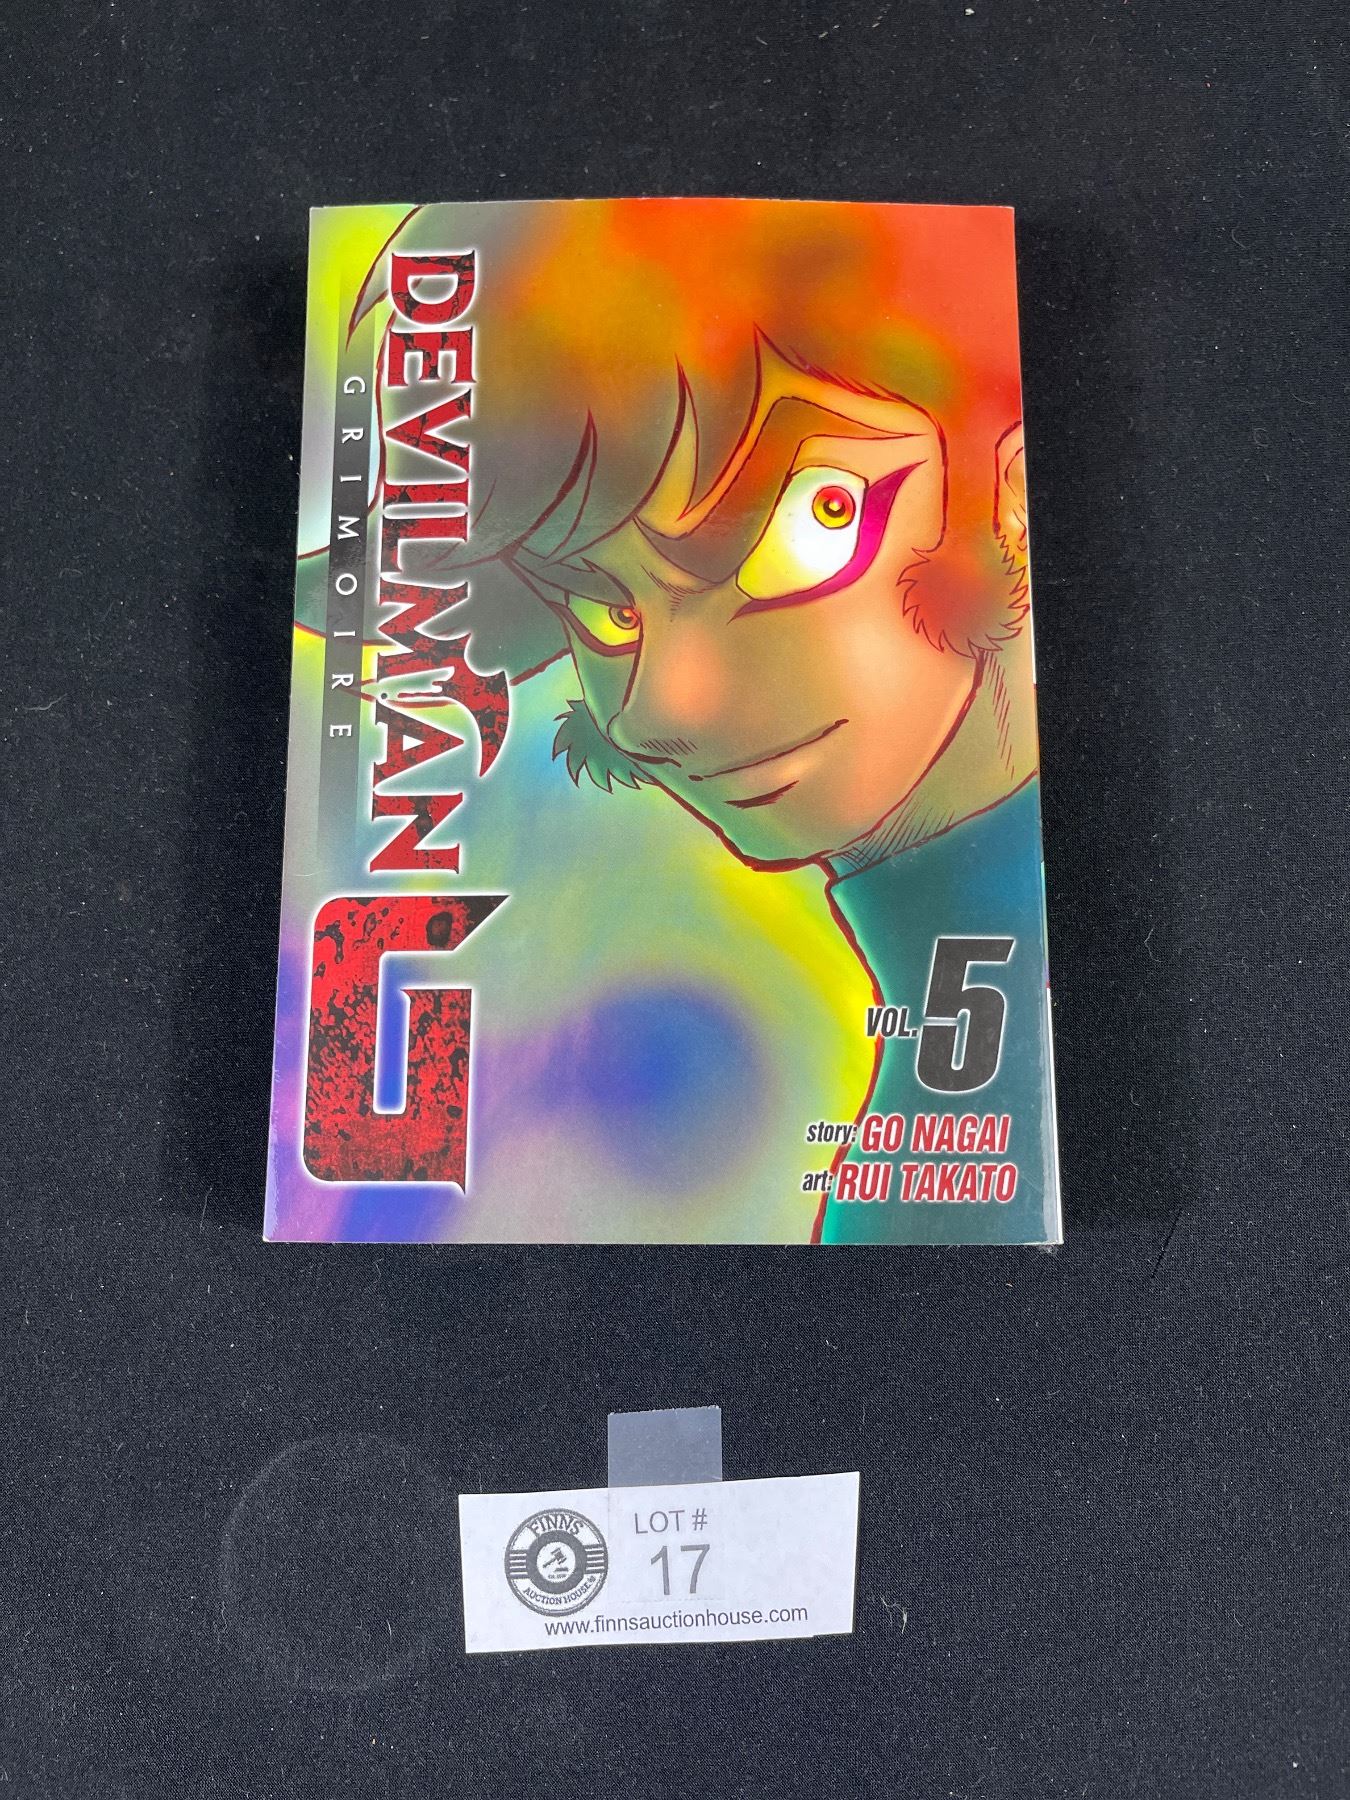 DEVILMAN
G
GRIMOIRE
VOL. 5
story: GO NAGAI
art: RUI TAKATO
FINNS
AUCTION HOUSE
LOT #
17
www.finnsauctionhouse.com